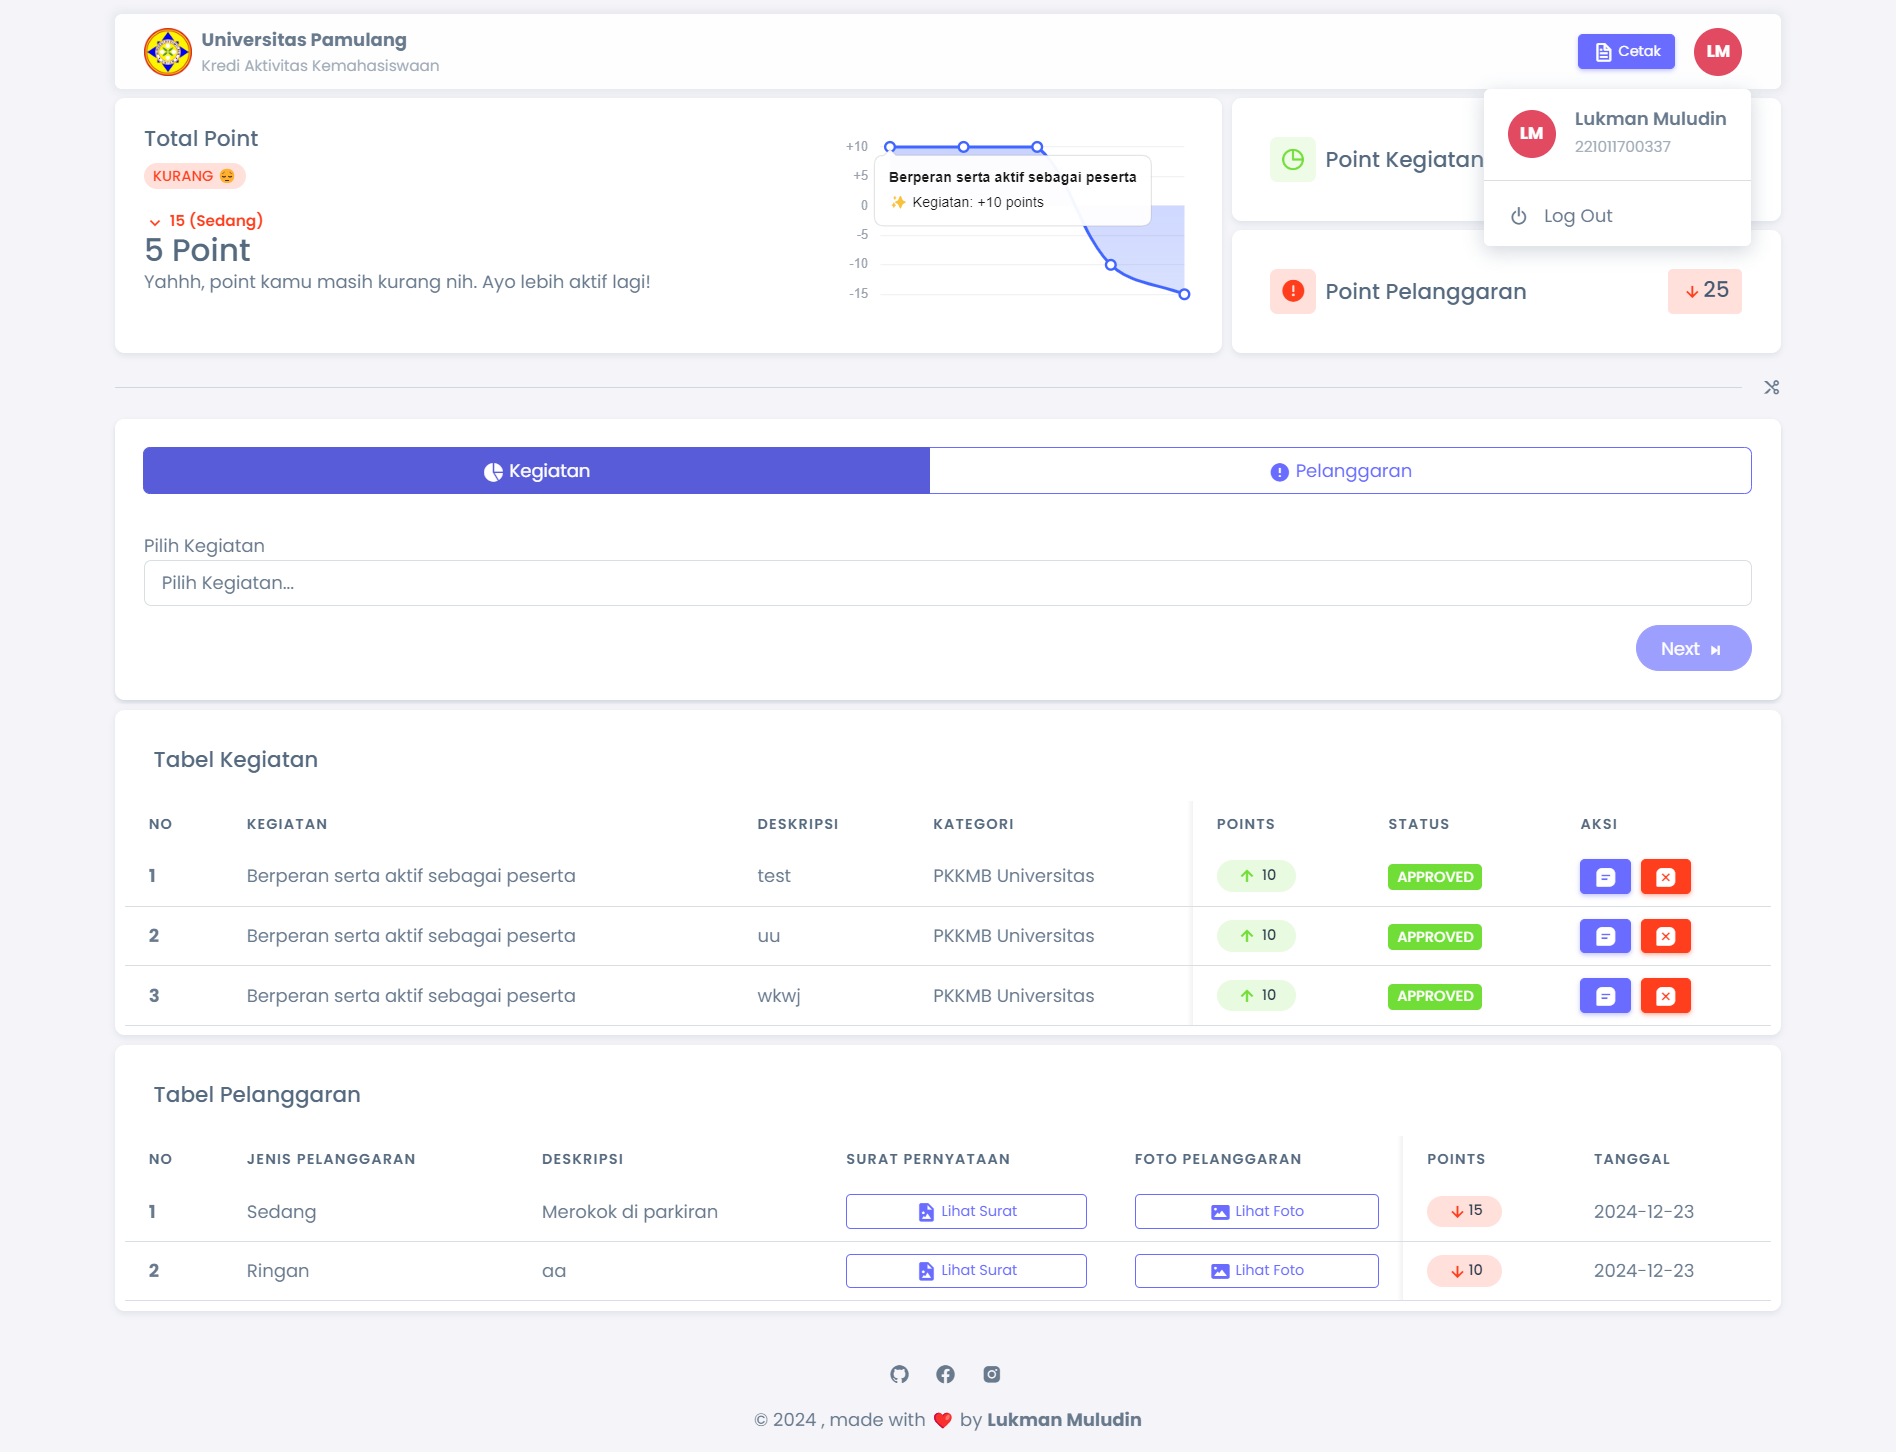 Universitas Pamulang
Kredi Aktivitas Kemahasiswaan
Cetak
LM
LM
Lukman Muludin
221011700337
Log Out
Total Point
KURANG 😔
15 (Sedang)
5 Point
Yahhh, point kamu masih kurang nih. Ayo lebih aktif lagi!
+10
+5
0
-5
-10
-15
Berperan serta aktif sebagai peserta
✨ Kegiatan: +10 points
Point Kegiatan
Point Pelanggaran
25
Kegiatan
Pelanggaran
Pilih Kegiatan
Pilih Kegiatan...
Next
Tabel Kegiatan
NO KEGIATAN DESKRIPSI KATEGORI POINTS STATUS AKSI
1 Berperan serta aktif sebagai peserta test PKKMB Universitas 10 APPROVED
2 Berperan serta aktif sebagai peserta uu PKKMB Universitas 10 APPROVED
3 Berperan serta aktif sebagai peserta wkwj PKKMB Universitas 10 APPROVED
Tabel Pelanggaran
NO JENIS PELANGGARAN DESKRIPSI SURAT PERNYATAAN FOTO PELANGGARAN POINTS TANGGAL
1 Sedang Merokok di parkiran Lihat Surat Lihat Foto 15 2024-12-23
2 Ringan aa Lihat Surat Lihat Foto 10 2024-12-23
© 2024 , made with ❤️ by Lukman Muludin